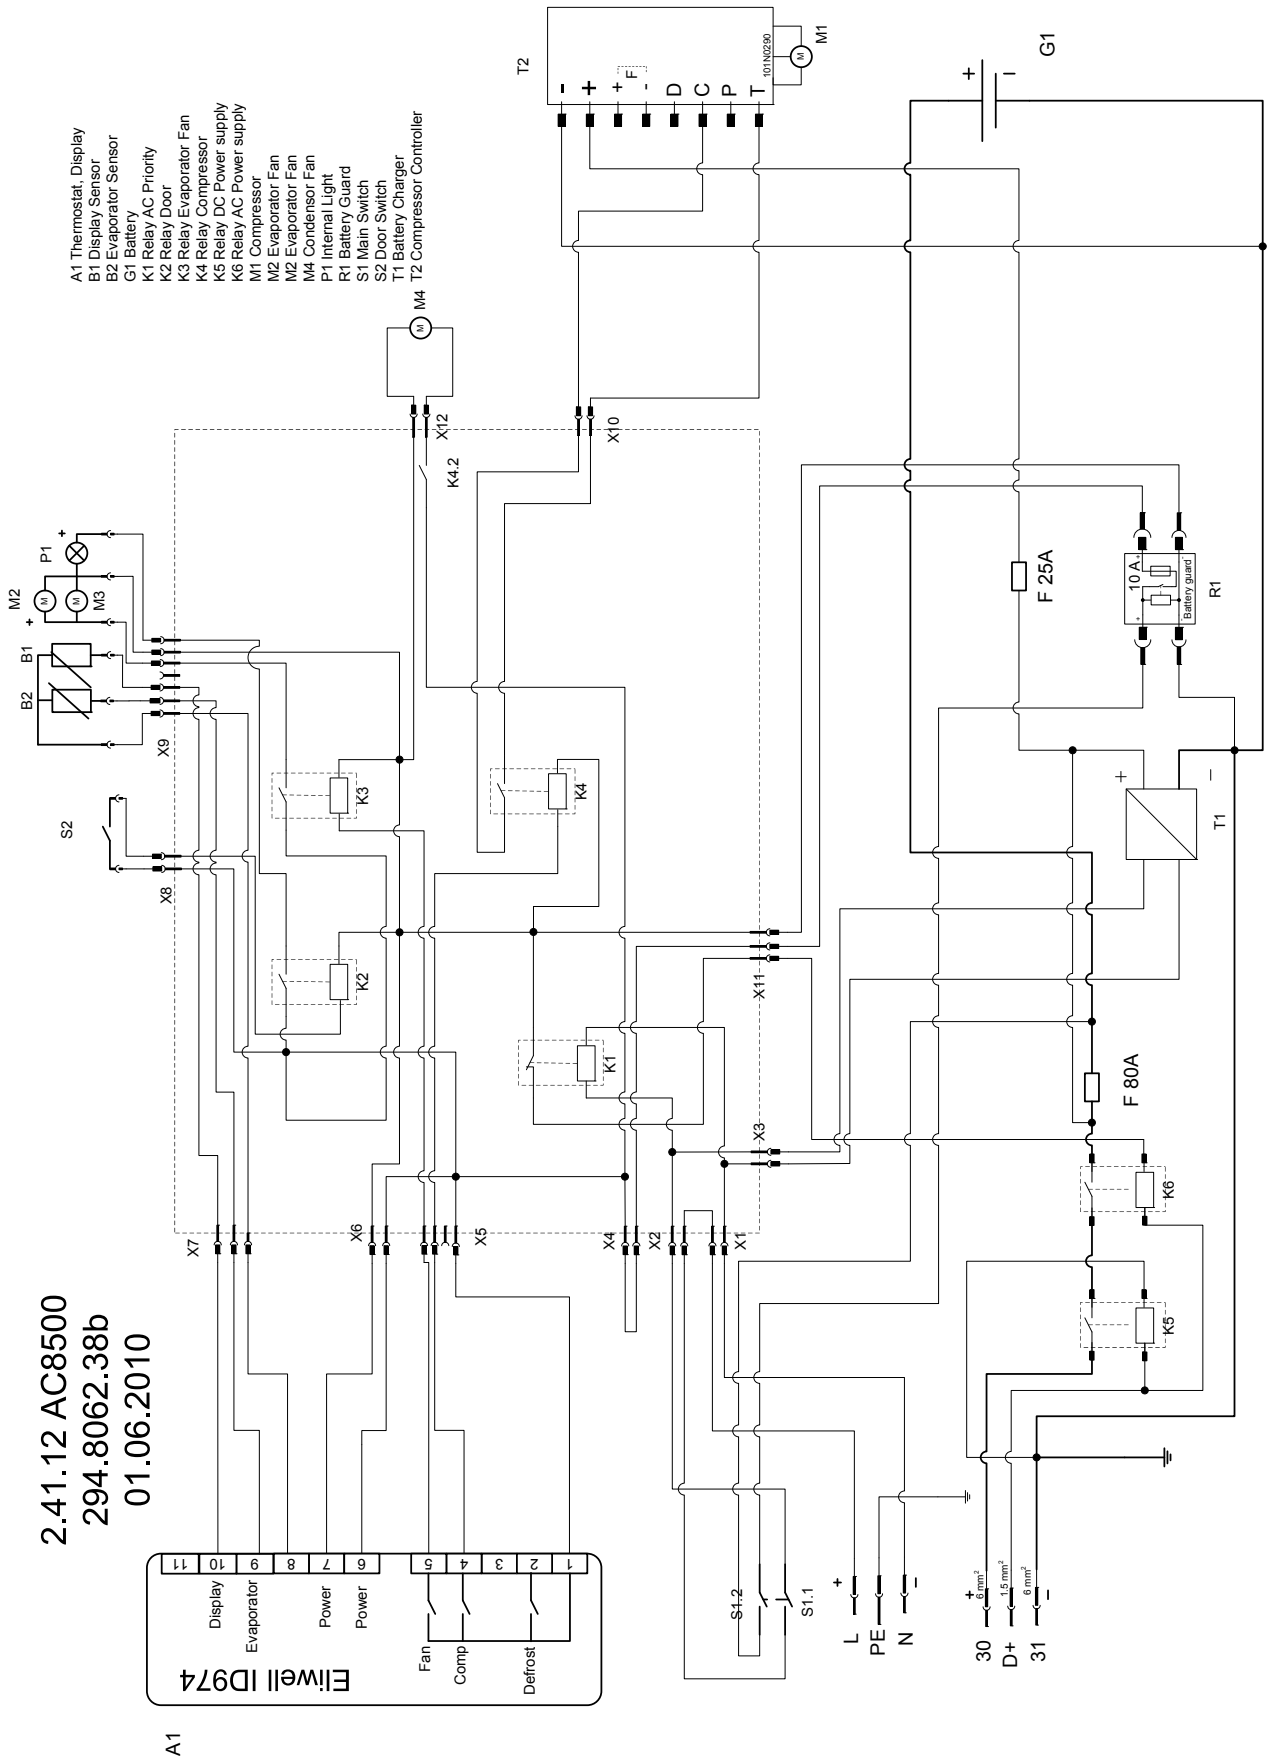 2.41.12 AC8500
294.8062.38b
01.06.2010
A1 Thermostat, Display
B1 Display Sensor
B2 Evaporator Sensor
G1 Battery
K1 Relay AC Priority
K2 Relay Door
K3 Relay Evaporator Fan
K4 Relay Compressor
K5 Relay DC Power supply
K6 Relay AC Power supply
M1 Compressor
M2 Evaporator Fan
M2 Evaporator Fan
M4 Condensor Fan
P1 Internal Light
R1 Battery Guard
S1 Main Switch
S2 Door Switch
T1 Battery Charger
T2 Compressor Controller
A1
Eliwell ID974
11
10
9
8
7
6
5
4
3
2
1
Display
Evaporator
Power
Power
Fan
Comp
Defrost
X7
X6
X5
X4
X2
X1
X3
X11
X8
X9
X10
X12
S2
B2
B1
M2
M
M
M3
P1
+
+
K2
K3
K4
K1
K4.2
M4
M
T2
-
+
+
F
-
D
C
P
T
101N0290
M
M1
G1
+
-
F 25A
F 80A
10 A
+
+
-
-
Battery guard
R1
T1
+
-
K6
K5
S1.2
S1.1
L
+
PE
N
-
30
+
6 mm²
D+
1.5 mm²
31
6 mm²
-